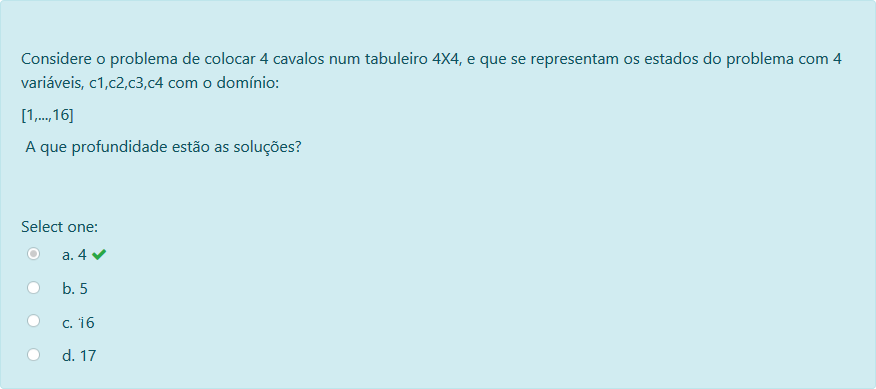 Considere o problema de colocar 4 cavalos num tabuleiro 4X4, e que se representam os estados do problema com 4
variáveis, c1,c2,c3,c4 com o domínio:
[1,...,16]
A que profundidade estão as soluções?
Select one:
a. 4
b. 5
c. 16
d. 17